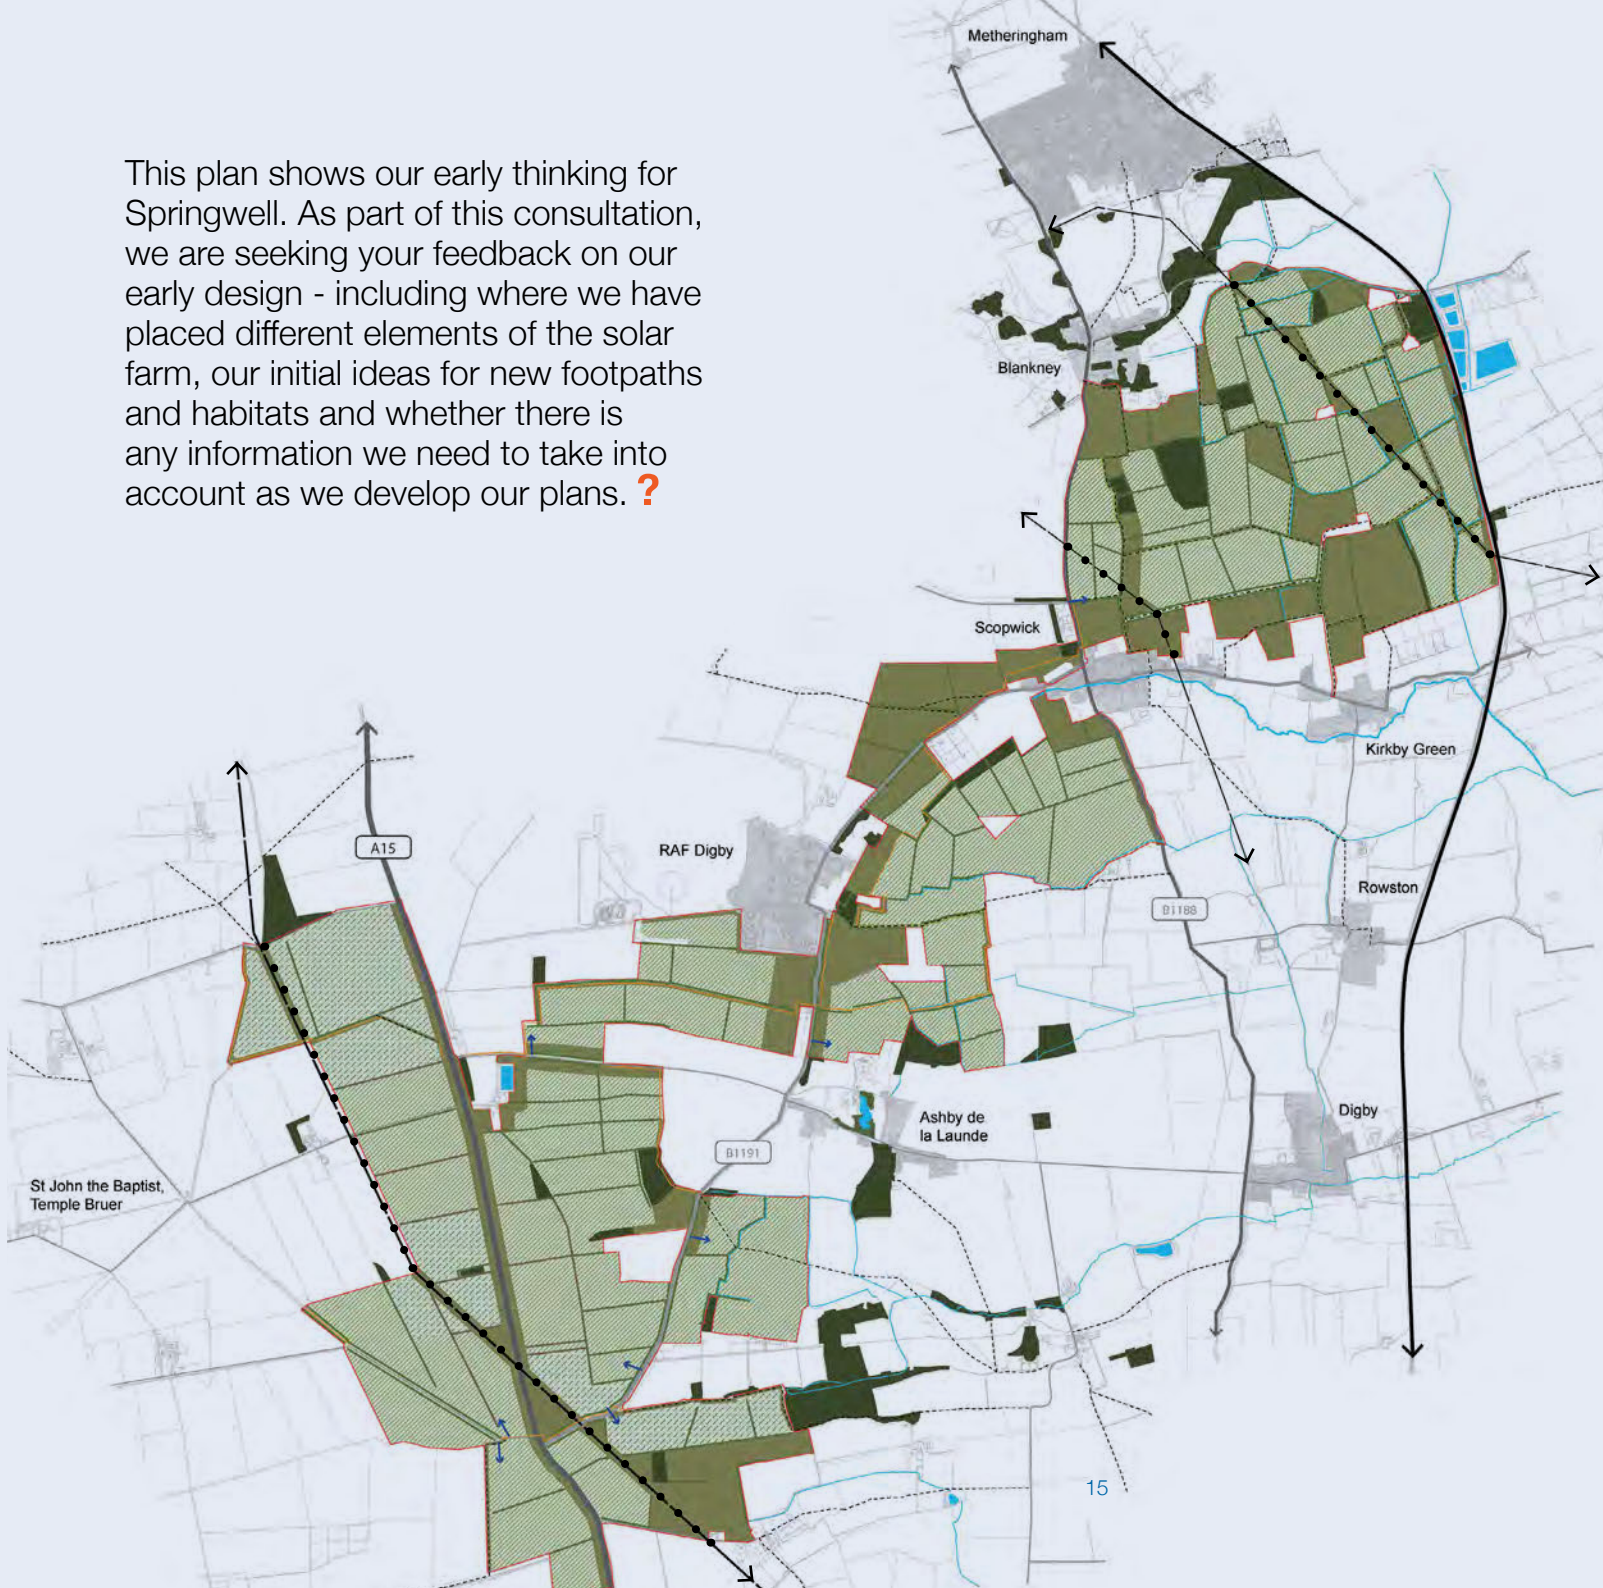 This plan shows our early thinking for
Springwell. As part of this consultation,
we are seeking your feedback on our
early design - including where we have
placed different elements of the solar
farm, our initial ideas for new footpaths
and habitats and whether there is
any information we need to take into
account as we develop our plans. ?
Metheringham
Blankney
Scopwick
Kirkby Green
A15
RAF Digby
Rowston
B1188
Ashby de
la Launde
Digby
B1191
St John the Baptist,
Temple Bruer
15